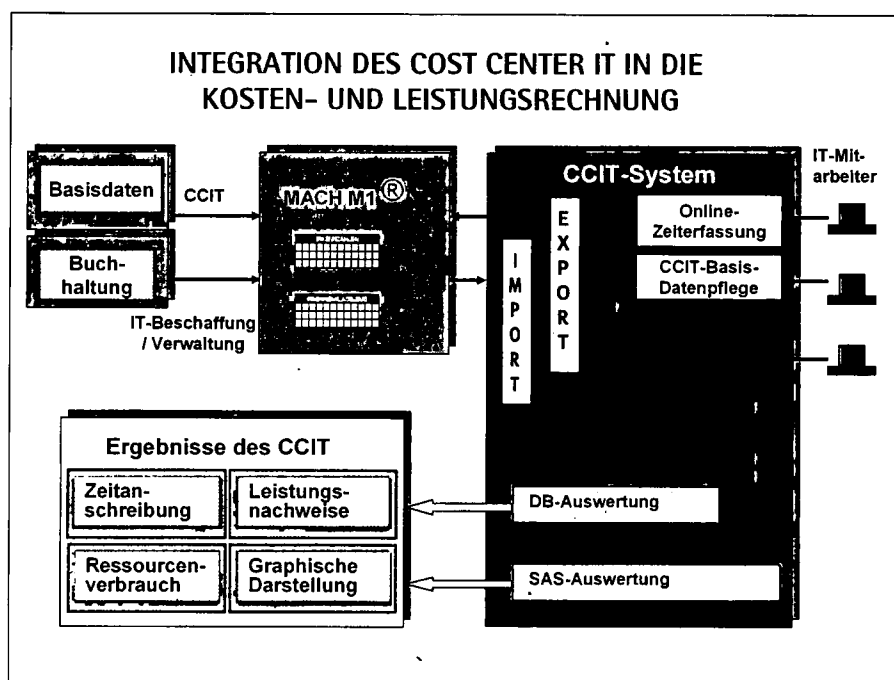 INTEGRATION DES COST CENTER IT IN DIE
KOSTEN- UND LEISTUNGSRECHNUNG
Basisdaten
CCIT
Buch-
haltung
IT-Beschaffung
/ Verwaltung
MACH M1®
CCIT-System
IMPORT
EXPORT
Online-
Zeiterfassung
CCIT-Basis-
Datenpflege
IT-Mit-
arbeiter
Ergebnisse des CCIT
Zeitan-
schreibung
Leistungs-
nachweise
Ressourcen-
verbrauch
Graphische
Darstellung
DB-Auswertung
SAS-Auswertung